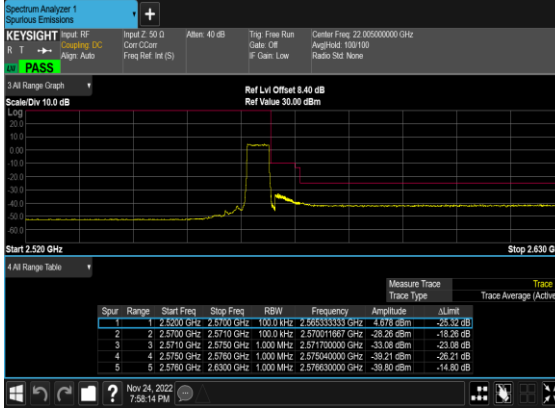 Spectrum Analyzer 1
Spurious Emissions
KEYSIGHT Input: RF Input Z: 50 Ω Atten: 40 dB Trig: Free Run Center Freq: 22.005000000 GHz
R T Coupling: DC Corr CCorr Gate: Off Avg|Hold: 100/100
Align: Auto Freq Ref: Int (S) IF Gain: Low Radio Std: None
PASS
3 All Range Graph
Ref Lvl Offset 8.40 dB
Scale/Div 10.0 dB Ref Value 30.00 dBm
Log
20.0
10.0
0.00
-10.0
-20.0
-30.0
-40.0
-50.0
-60.0
Start 2.520 GHz Stop 2.630 G
4 All Range Table
Measure Trace Trace
Trace Type Trace Average (Active
Spur Range Start Freq Stop Freq RBW Frequency Amplitude ΔLimit
1 1 2.5200 GHz 2.5700 GHz 100.0 kHz 2.565333333 GHz 4.678 dBm -25.32 dB
2 2 2.5700 GHz 2.5710 GHz 100.0 kHz 2.570011667 GHz -28.26 dBm -18.26 dB
3 3 2.5710 GHz 2.5750 GHz 1.000 MHz 2.571700000 GHz -33.08 dBm -23.08 dB
4 4 2.5750 GHz 2.5760 GHz 1.000 MHz 2.575040000 GHz -39.21 dBm -26.21 dB
5 5 2.5760 GHz 2.6300 GHz 1.000 MHz 2.576630000 GHz -39.80 dBm -14.80 dB
Nov 24, 2022
7:58:14 PM